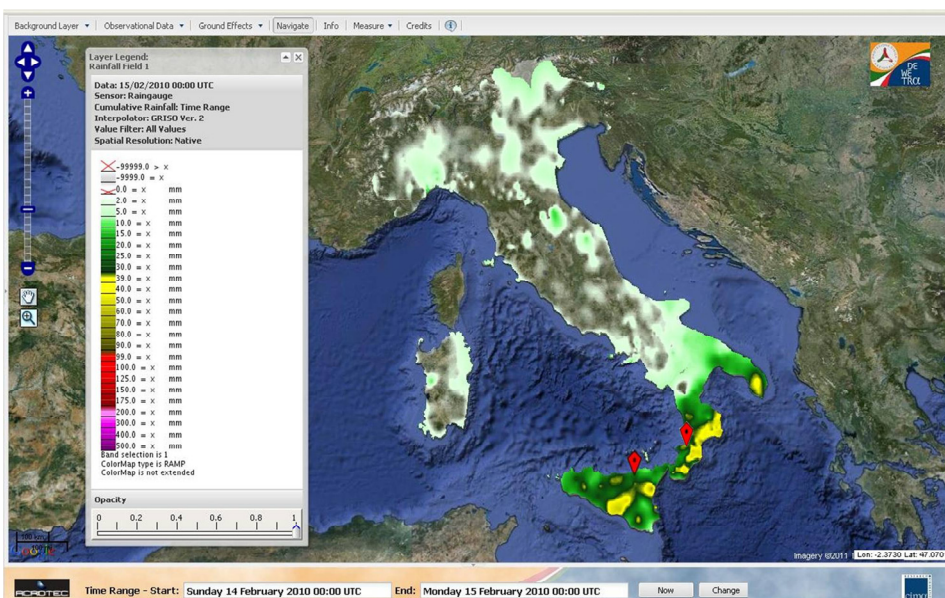 Background Layer Observational Data Ground Effects Navigate Info Measure Credits
Layer Legend:
Rainfall Field 1
Data: 15/02/2010 00:00 UTC
Sensor: Raingauge
Cumulative Rainfall: Time Range
Interpolator: GRISO Ver. 2
Value Filter: All Values
Spatial Resolution: Native
-99999.0 > x
-9999.0 = x
0.0 = x mm
2.0 = x mm
5.0 = x mm
10.0 = x mm
15.0 = x mm
20.0 = x mm
25.0 = x mm
30.0 = x mm
39.0 = x mm
40.0 = x mm
50.0 = x mm
60.0 = x mm
70.0 = x mm
80.0 = x mm
90.0 = x mm
99.0 = x mm
100.0 = x mm
125.0 = x mm
150.0 = x mm
175.0 = x mm
200.0 = x mm
300.0 = x mm
400.0 = x mm
500.0 = x mm
Band selection is 1
ColorMap type is RAMP
ColorMap is not extended
Opacity
0 0.2 0.4 0.6 0.8 1
DE
WE
TRα
100 km
Imagery ©2011
Lon: -2.3730 Lat: 47.070
ACROTEC
Time Range - Start: Sunday 14 February 2010 00:00 UTC End: Monday 15 February 2010 00:00 UTC Now Change
cima